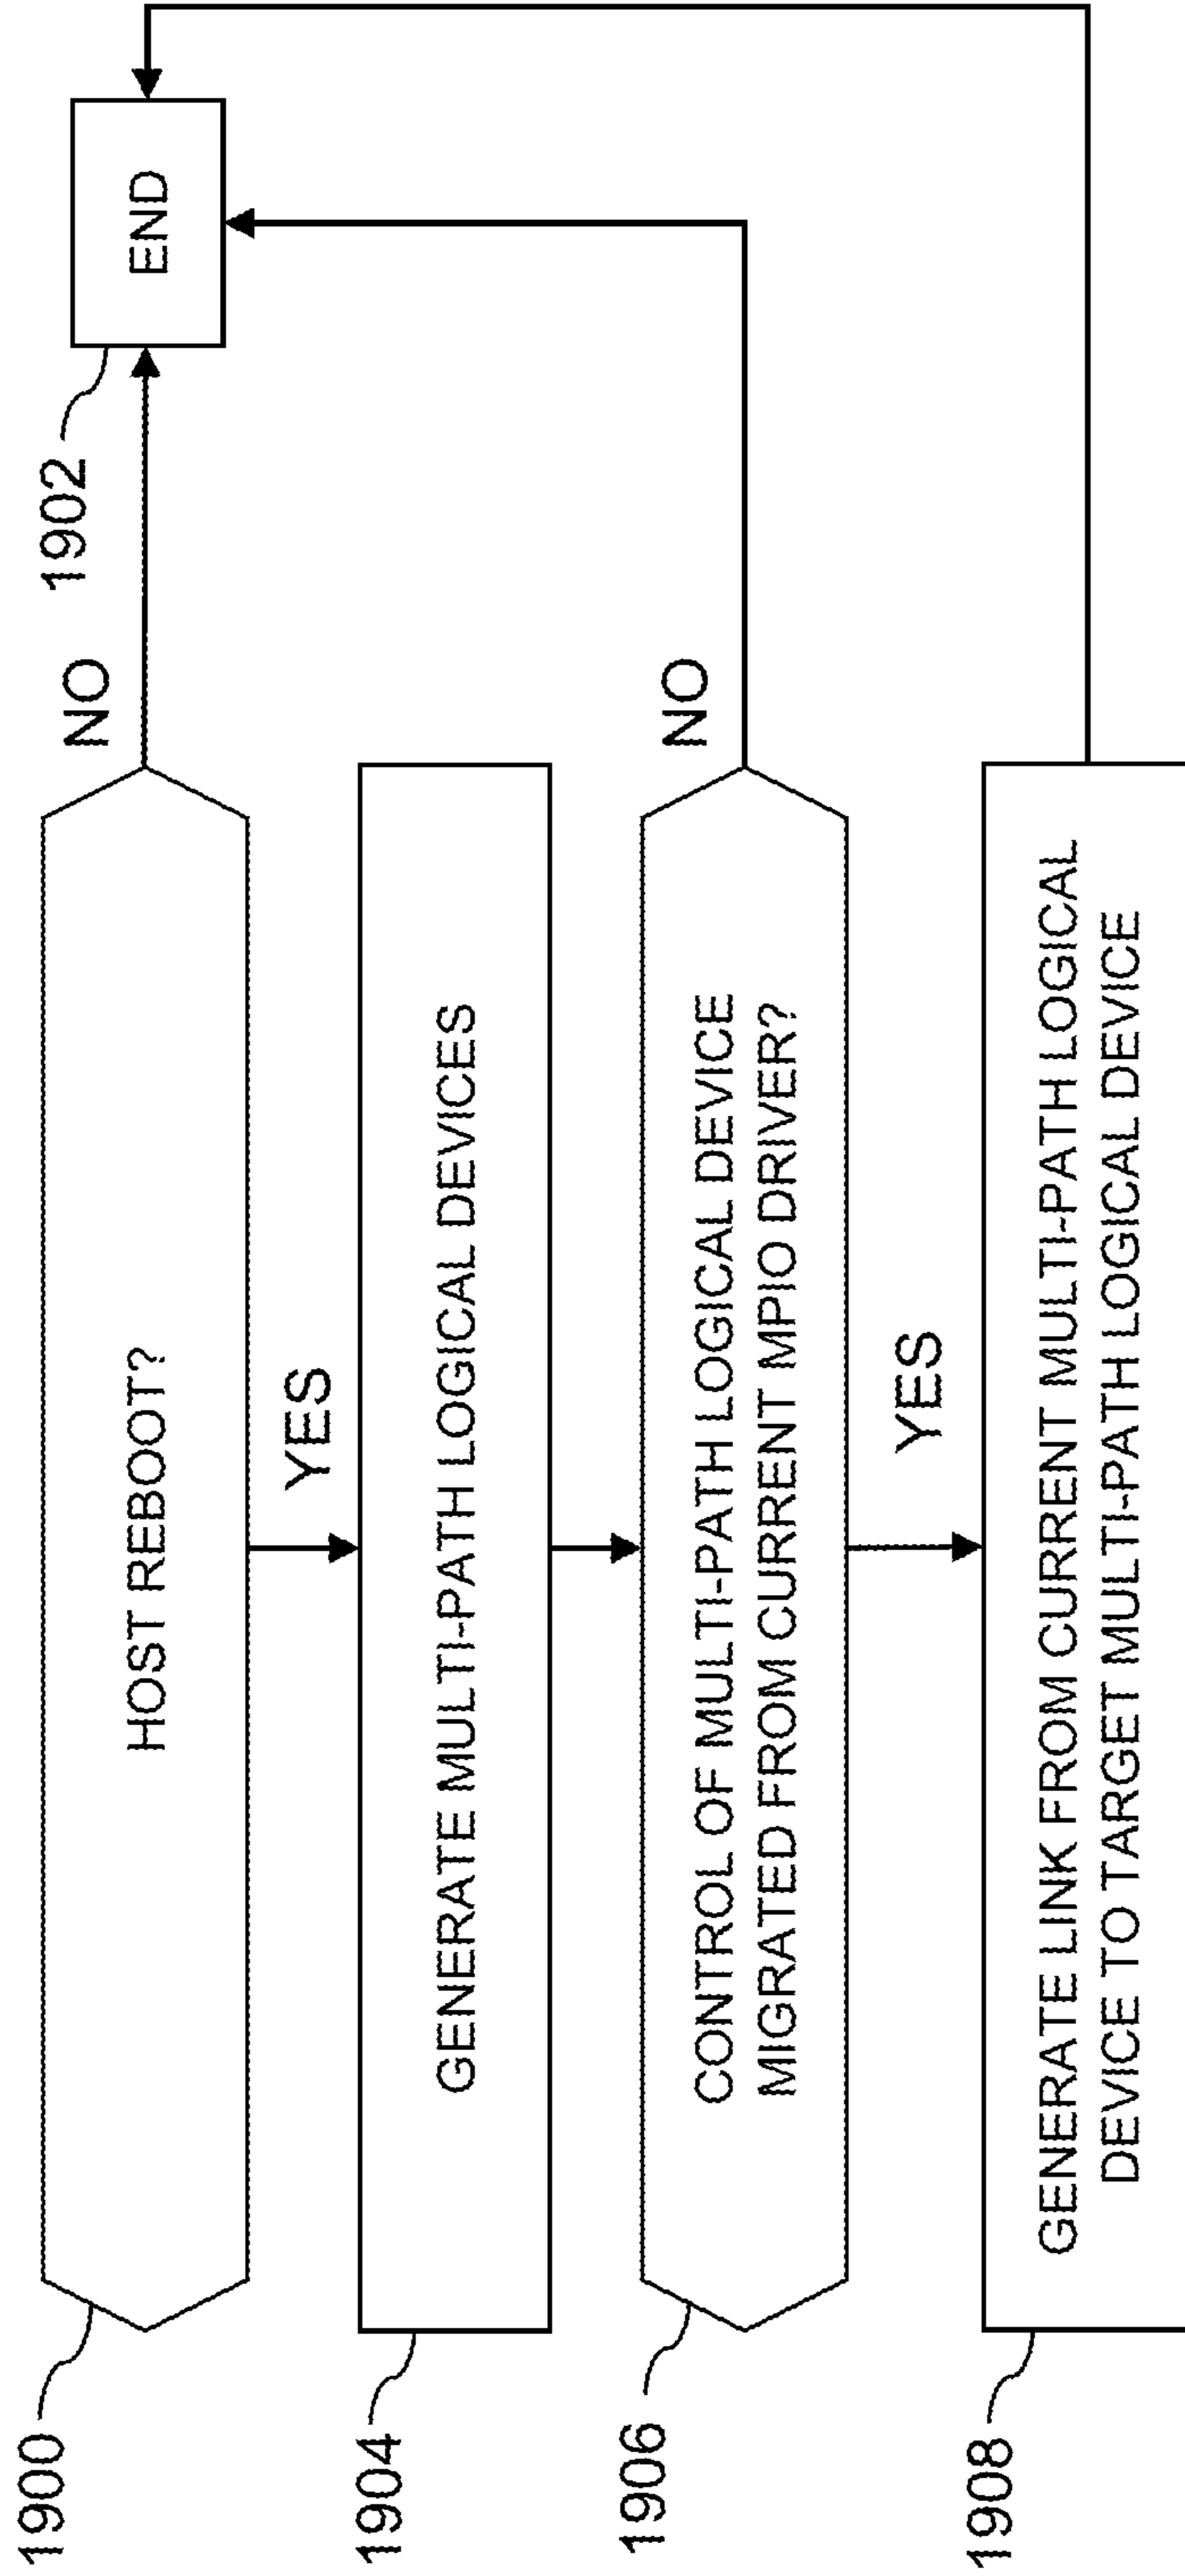 1900
HOST REBOOT?
NO
1902
END
YES
1904
GENERATE MULTI-PATH LOGICAL DEVICES
1906
CONTROL OF MULTI-PATH LOGICAL DEVICE
MIGRATED FROM CURRENT MPIO DRIVER?
NO
YES
1908
GENERATE LINK FROM CURRENT MULTI-PATH LOGICAL
DEVICE TO TARGET MULTI-PATH LOGICAL DEVICE